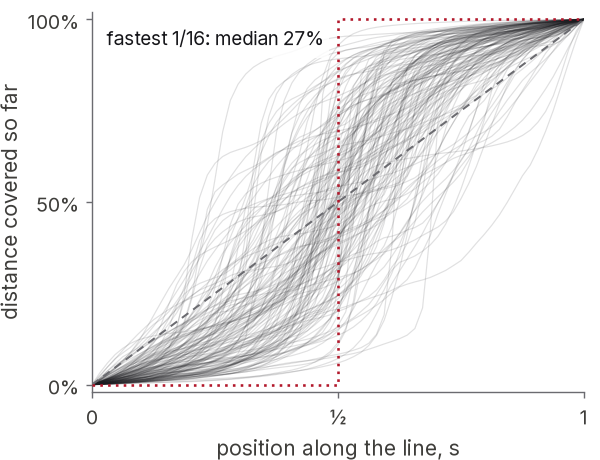 100%
fastest 1/16: median 27%
distance covered so far
50%
0%
0
½
1
position along the line, s